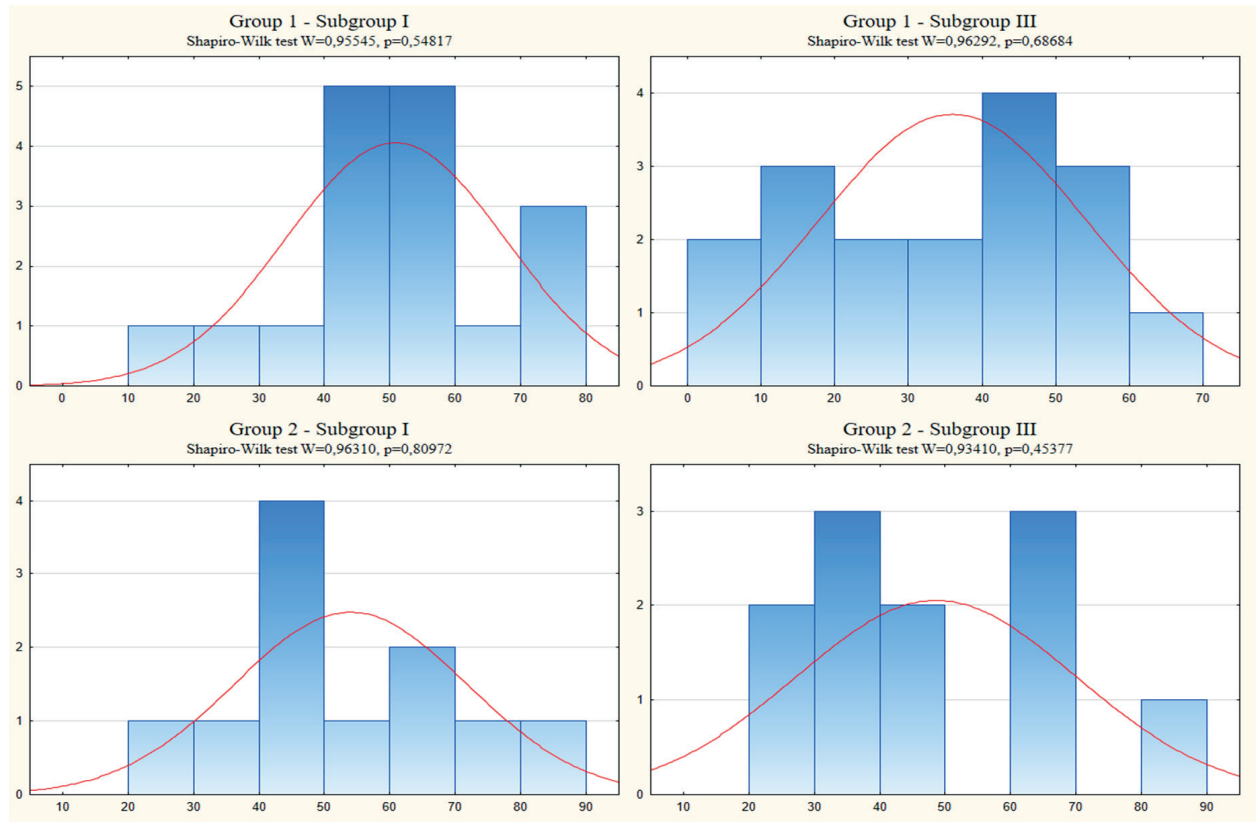 Group 1 - Subgroup I
Shapiro-Wilk test W=0,95545, p=0,54817
5
4
3
2
1
0
0 10 20 30 40 50 60 70 80
Group 1 - Subgroup III
Shapiro-Wilk test W=0,96292, p=0,68684
4
3
2
1
0
0 10 20 30 40 50 60 70
Group 2 - Subgroup I
Shapiro-Wilk test W=0,96310, p=0,80972
4
3
2
1
0
10 20 30 40 50 60 70 80 90
Group 2 - Subgroup III
Shapiro-Wilk test W=0,93410, p=0,45377
3
2
1
0
10 20 30 40 50 60 70 80 90